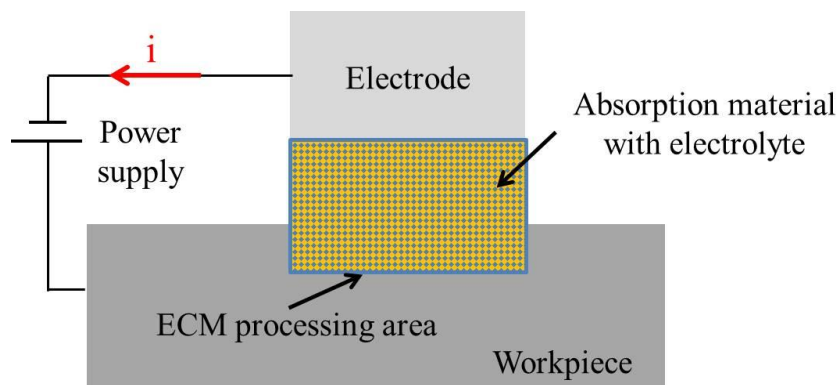 i
Electrode
Power
supply
Absorption material
with electrolyte
ECM processing area
Workpiece